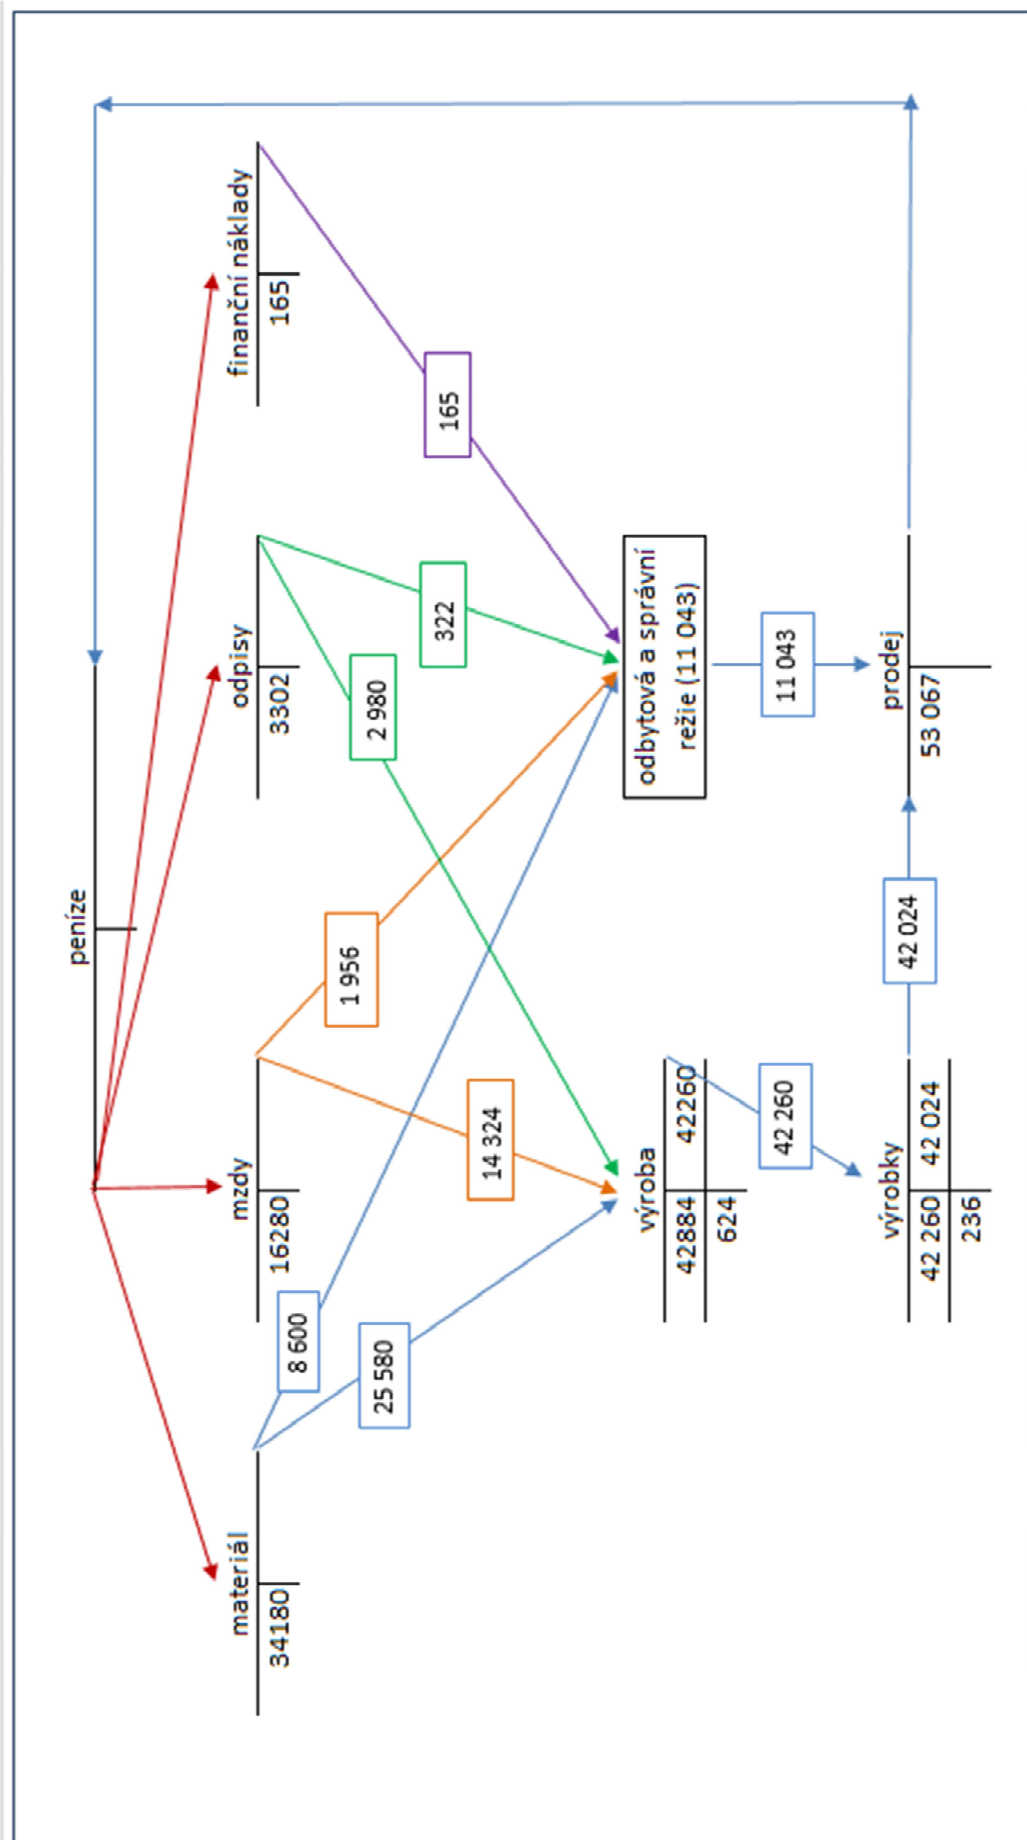 peníze
materiál
34180
mzdy
16280
odpisy
3302
finanční náklady
165
8 600
25 580
1 956
14 324
2 980
322
165
výroba
42884 42260
624
odbytová a správní
režie (11 043)
42 260
11 043
výrobky
42 260 42 024
236
42 024
prodej
53 067